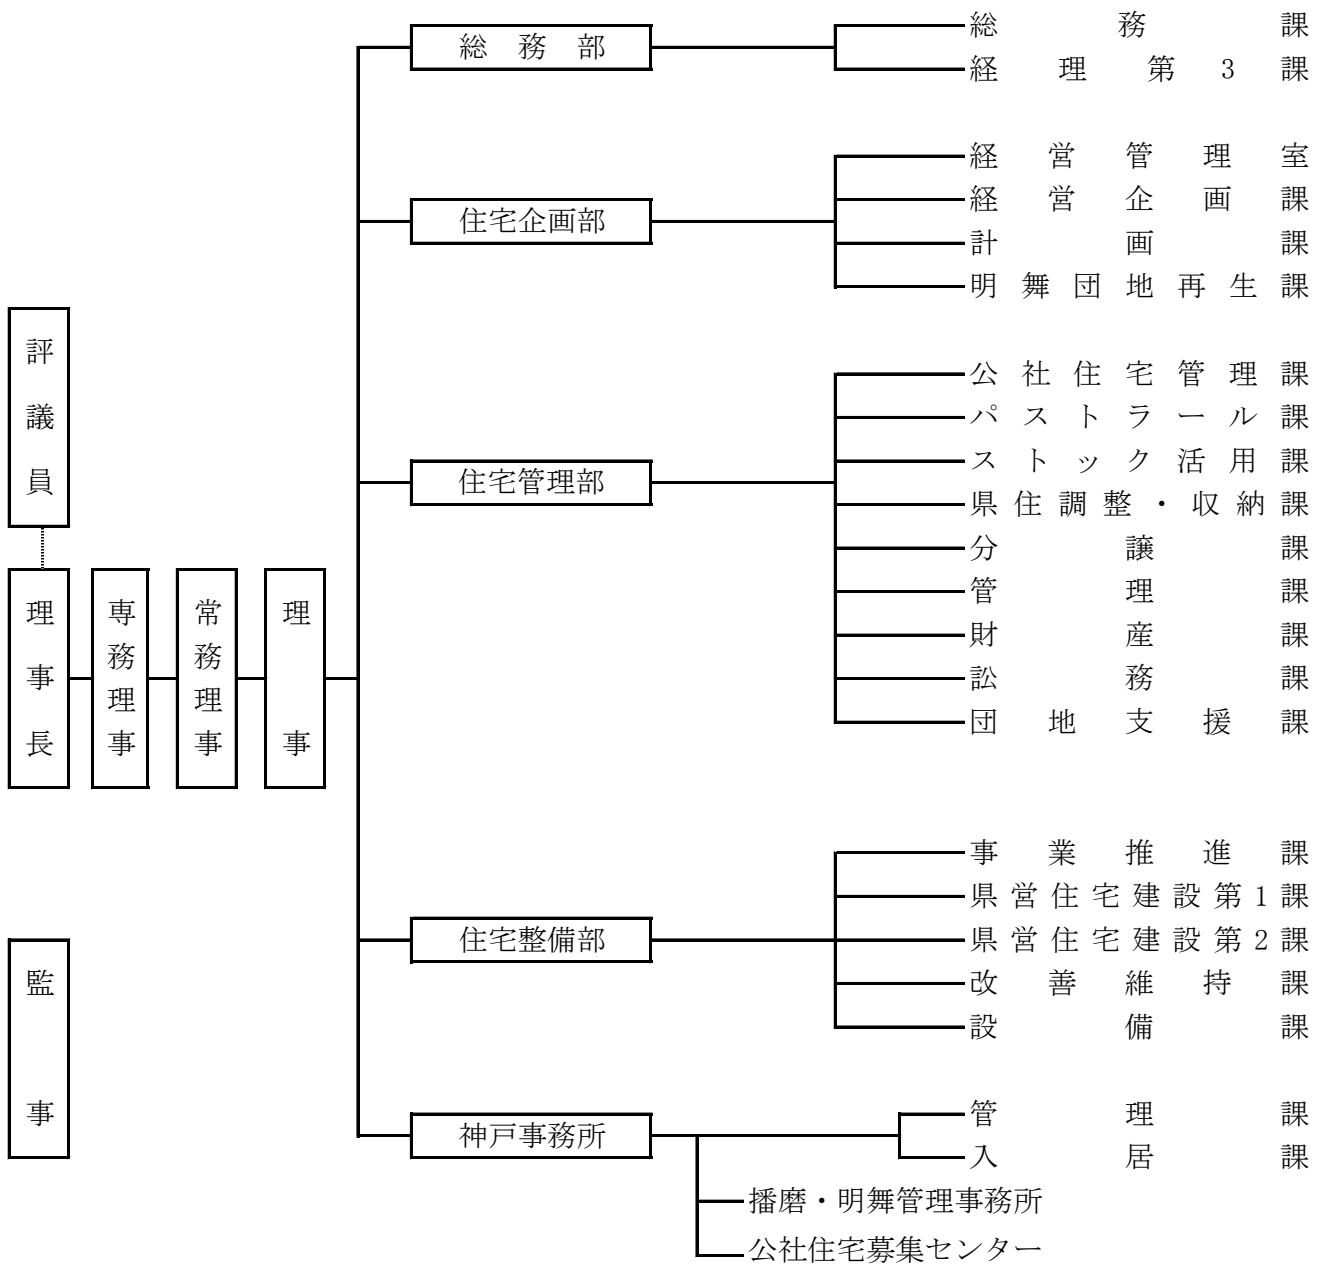 総務部
総務課
経理第3課
住宅企画部
経営管理室
経営企画課
計画課
明舞団地再生課
評議員
住宅管理部
公社住宅管理課
パストラール課
ストック活用課
県住調整・収納課
分譲課
管理課
財産課
訟務課
団地支援課
理事長
専務理事
常務理事
理事
住宅整備部
事業推進課
県営住宅建設第1課
県営住宅建設第2課
改善維持課
設備課
監事
神戸事務所
管理課
入居課
播磨・明舞管理事務所
公社住宅募集センター